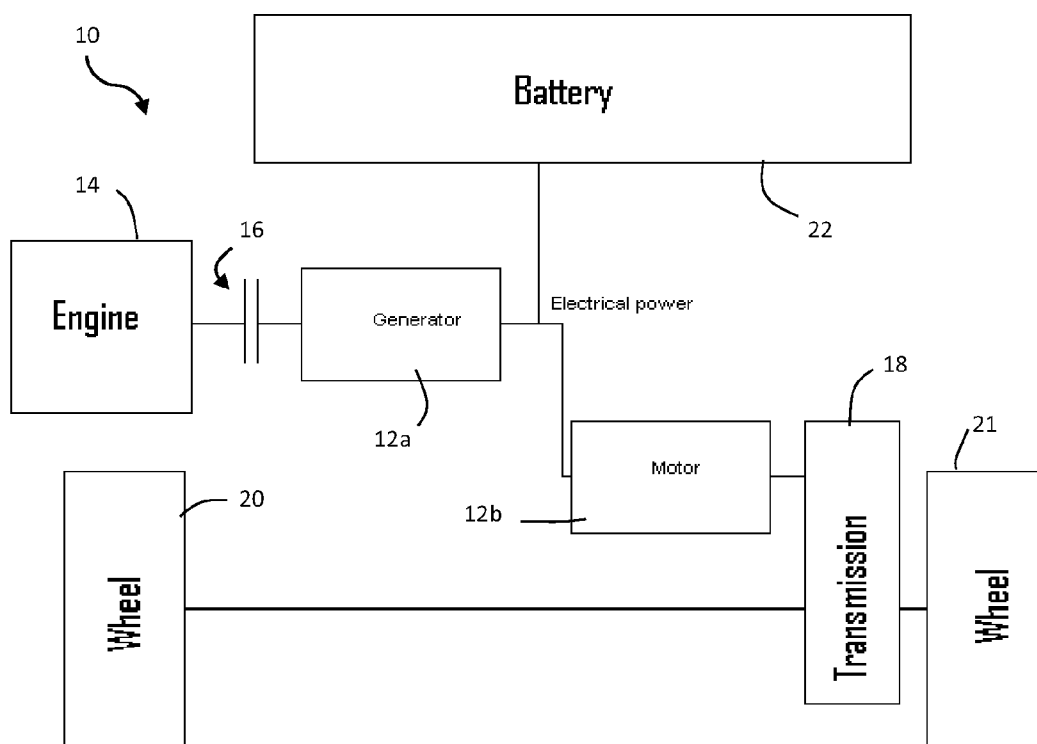 10
Battery
14
22
16
Engine
Generator
Electrical power
18
12a
21
Motor
20
12b
Wheel
Transmission
Wheel